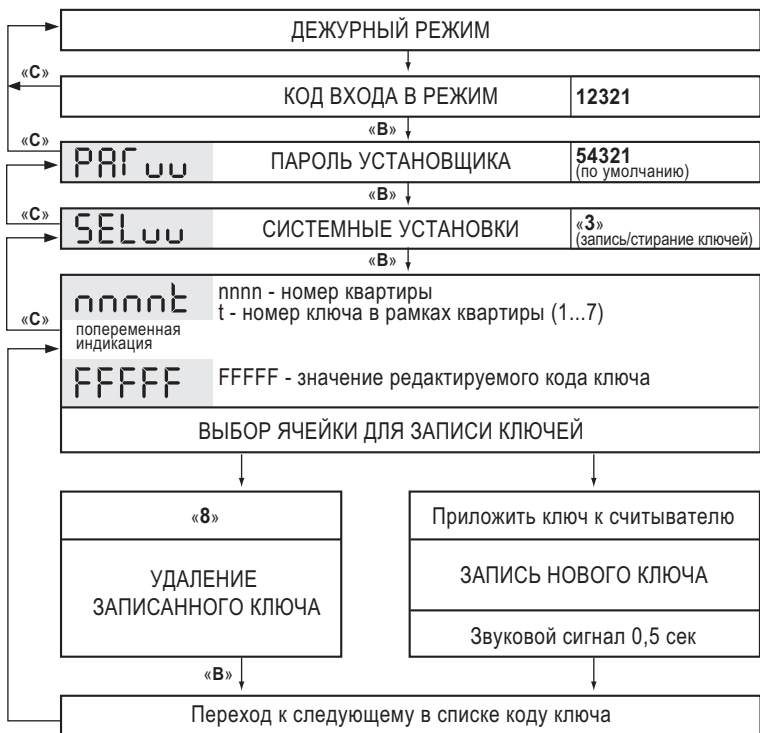 ДЕЖУРНЫЙ РЕЖИМ
«С»
КОД ВХОДА В РЕЖИМ 12321
«В»
«С»
PAГ␣␣ ПАРОЛЬ УСТАНОВЩИКА 54321
(по умолчанию)
«В»
«С»
SEL␣␣ СИСТЕМНЫЕ УСТАНОВКИ «3»
(запись/стирание ключей)
«В»
nnnnt nnnn - номер квартиры
t - номер ключа в рамках квартиры (1...7)
«С»
попеременная
индикация
FFFFF FFFFF - значение редактируемого кода ключа
ВЫБОР ЯЧЕЙКИ ДЛЯ ЗАПИСИ КЛЮЧЕЙ
«8» Приложить ключ к считывателю
УДАЛЕНИЕ
ЗАПИСАННОГО КЛЮЧА
ЗАПИСЬ НОВОГО КЛЮЧА
Звуковой сигнал 0,5 сек
«В»
Переход к следующему в списке коду ключа